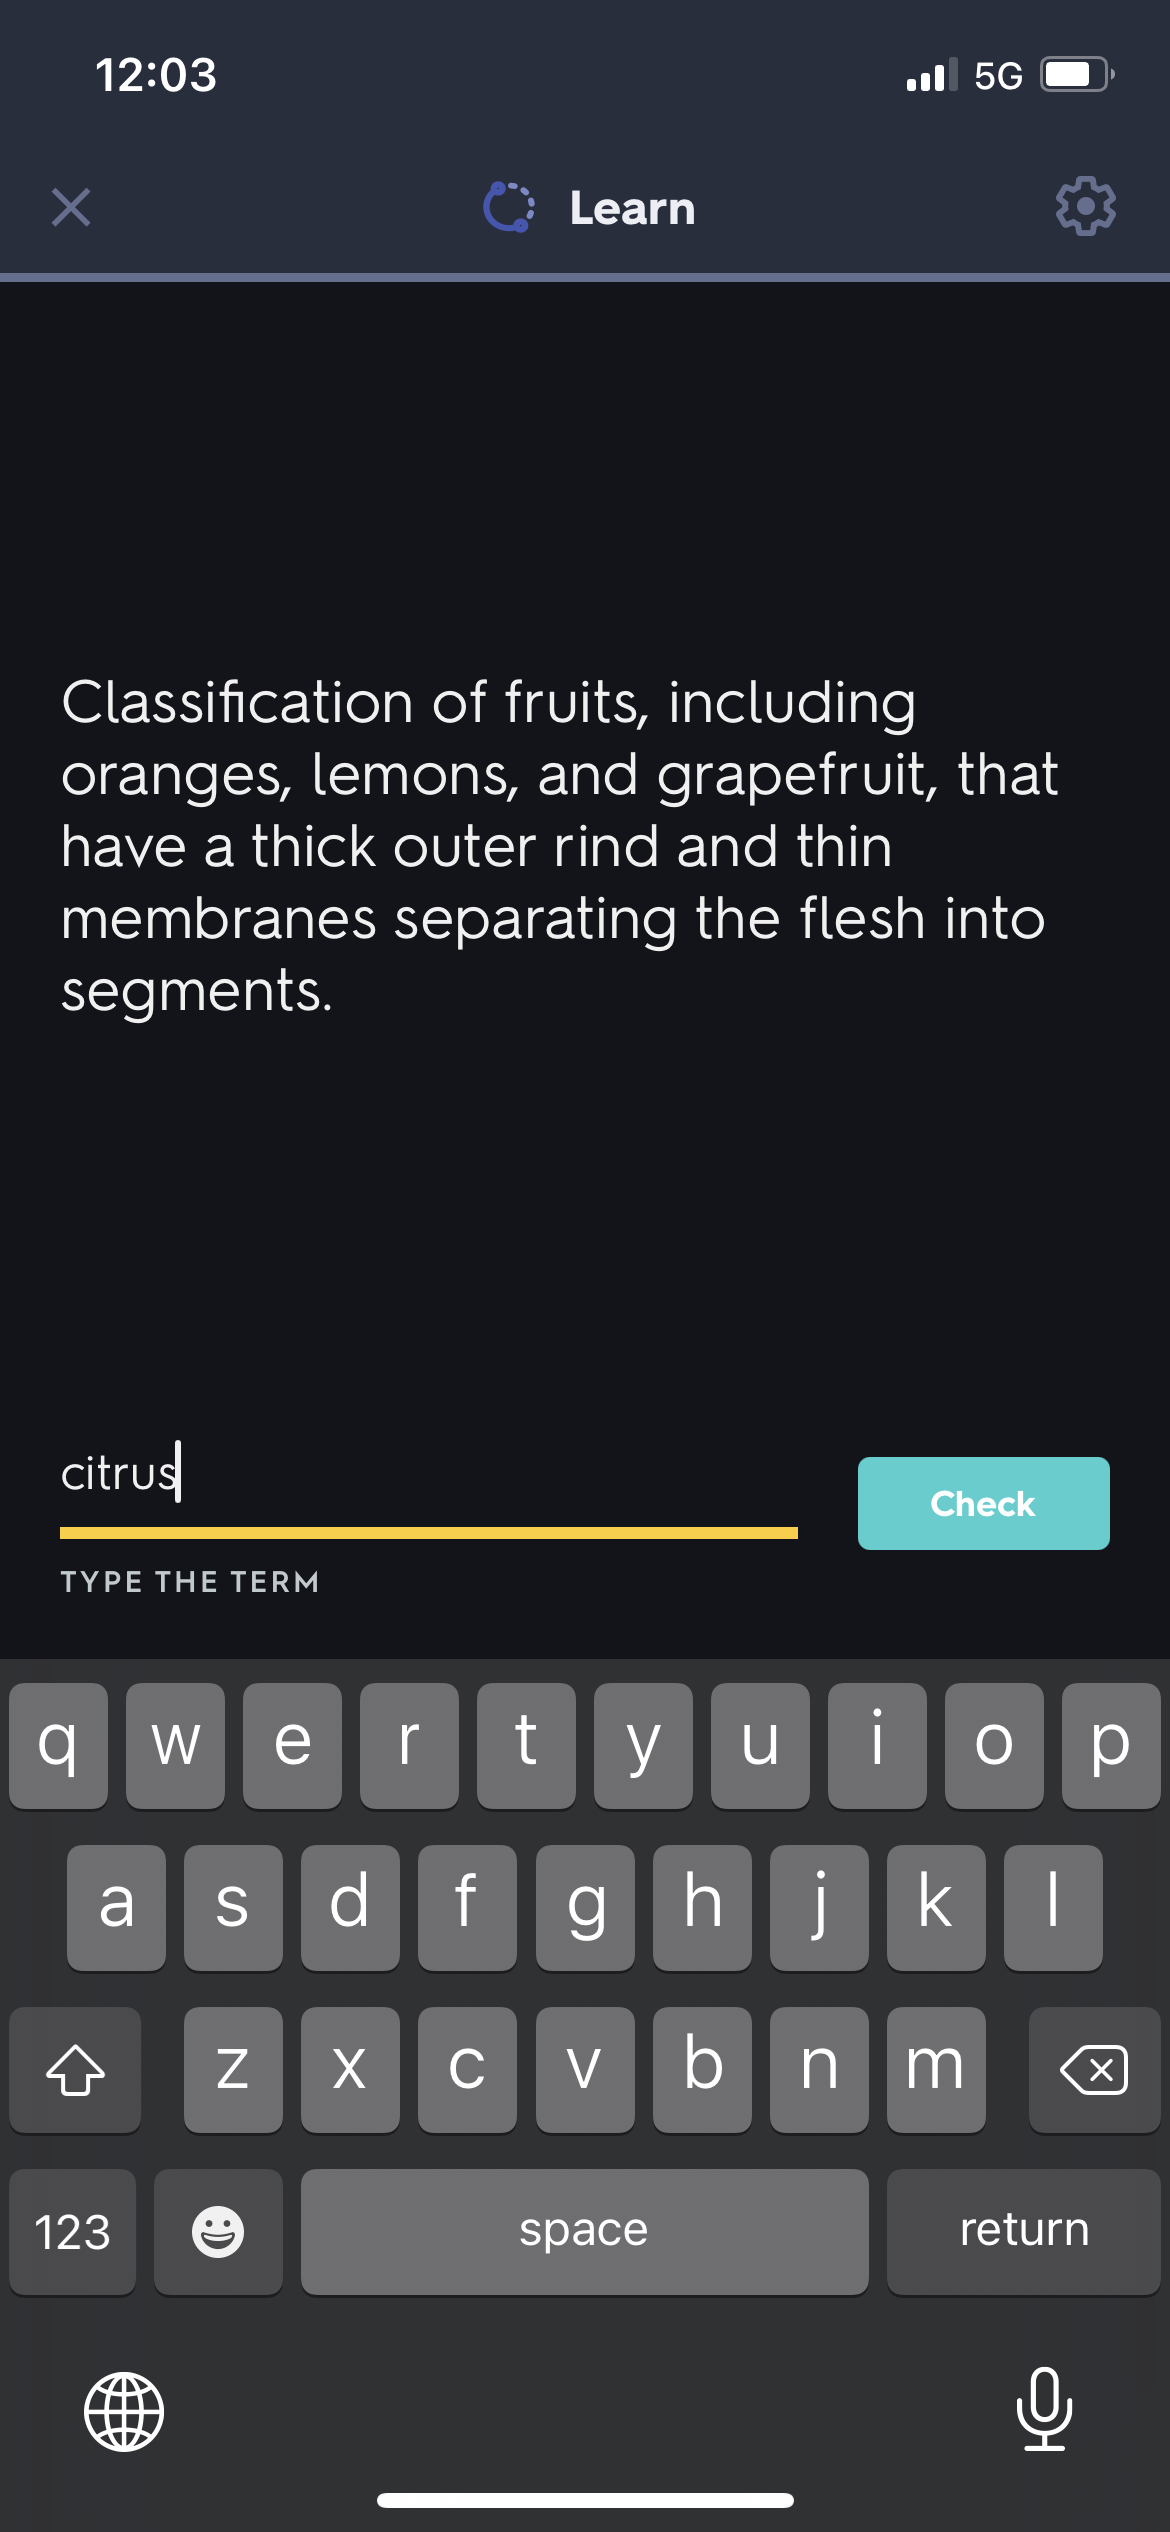 12:03
5G
Learn
Classification of fruits, including
oranges, lemons, and grapefruit, that
have a thick outer rind and thin
membranes separating the flesh into
segments.
citrus
Check
TYPE THE TERM
q w e r t y u i o p
a s d f g h j k l
z x c v b n m
123 space return